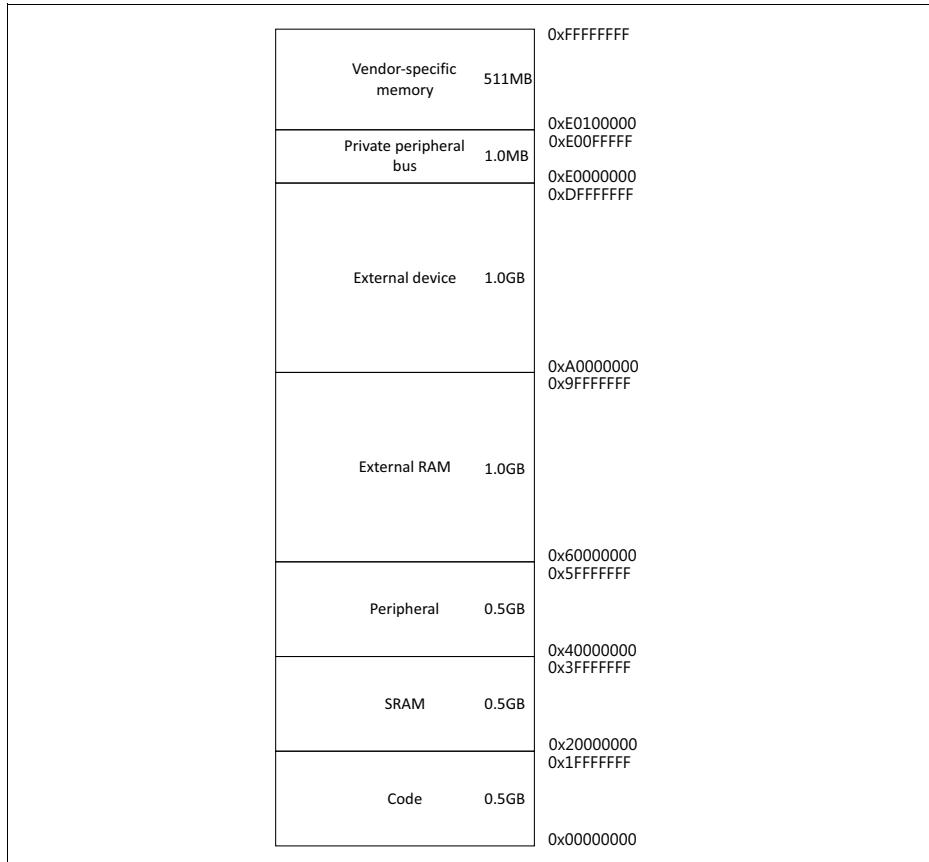 0xFFFFFFFF
Vendor-specific
memory
511MB
0xE0100000
0xE00FFFFF
Private peripheral
bus
1.0MB
0xE0000000
0xDFFFFFFF
External device
1.0GB
0xA0000000
0x9FFFFFFF
External RAM
1.0GB
0x60000000
0x5FFFFFFF
Peripheral
0.5GB
0x40000000
0x3FFFFFFF
SRAM
0.5GB
0x20000000
0x1FFFFFFF
Code
0.5GB
0x00000000